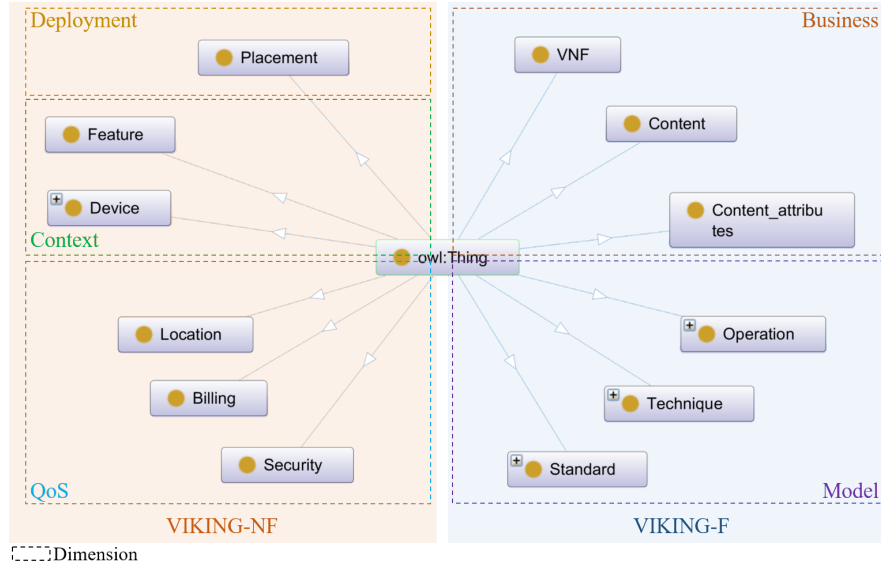 Deployment
Placement
Feature
Device
Context
owl:Thing
Location
Billing
Security
QoS
VIKING-NF
Business
VNF
Content
Content_attribu
tes
Operation
Technique
Standard
Model
VIKING-F
Dimension